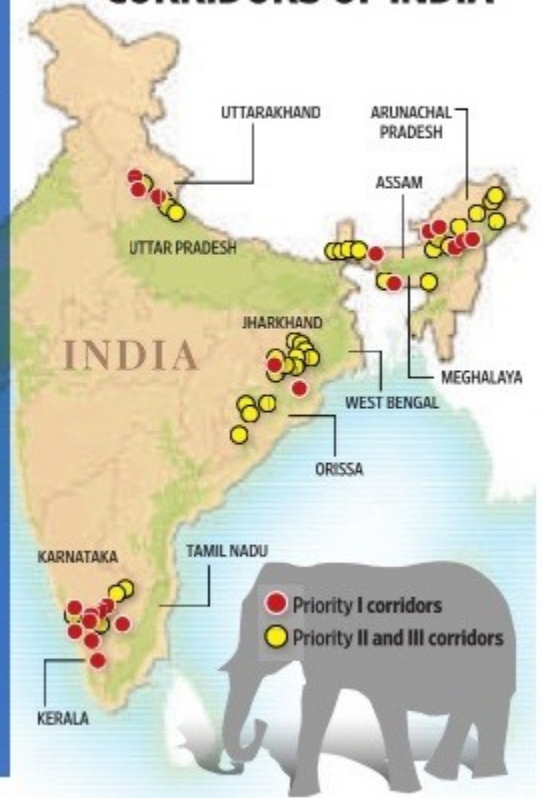 CORRIDORS OF INDIA
UTTARAKHAND
ARUNACHAL
PRADESH
ASSAM
UTTAR PRADESH
JHARKHAND
INDIA
MEGHALAYA
WEST BENGAL
ORISSA
KARNATAKA
TAMIL NADU
Priority I corridors
Priority II and III corridors
KERALA